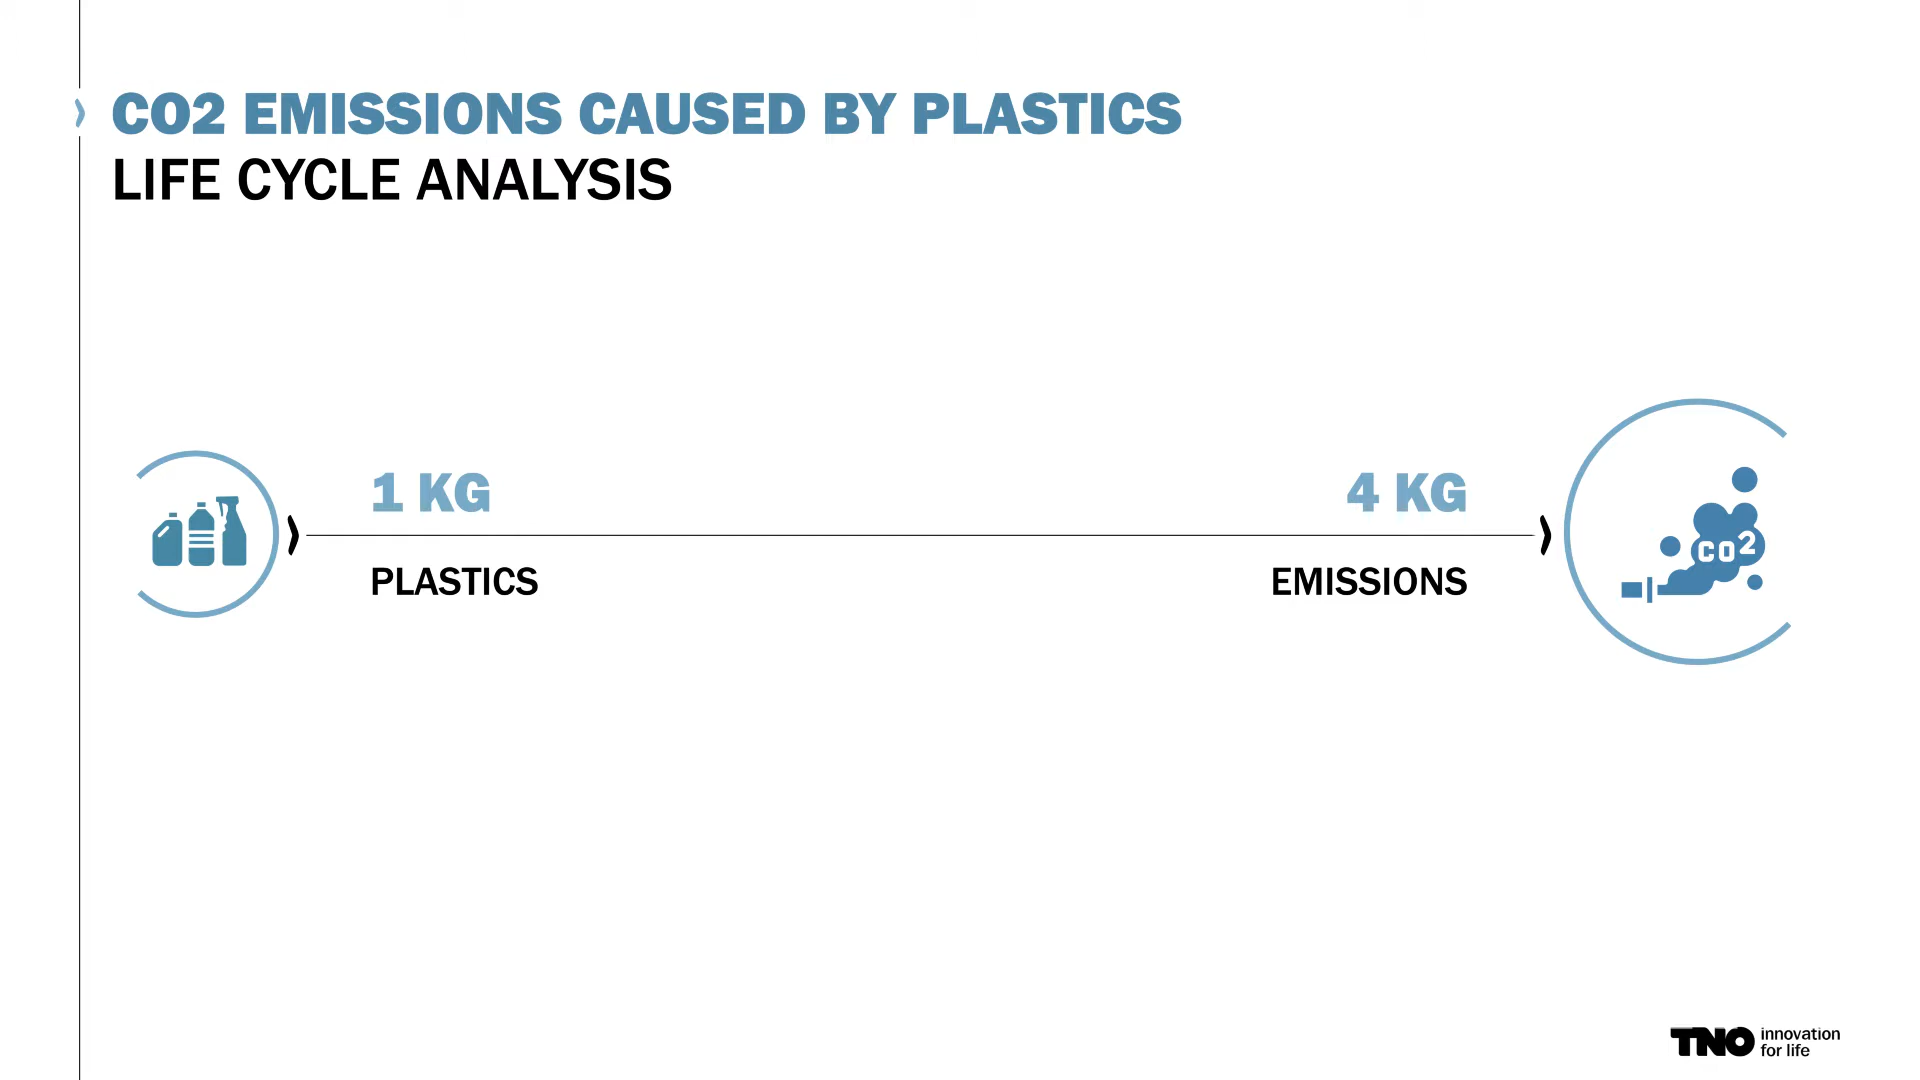 CO2 EMISSIONS CAUSED BY PLASTICS
LIFE CYCLE ANALYSIS
1 KG
PLASTICS
4 KG
EMISSIONS
CO2
TNO innovation
for life